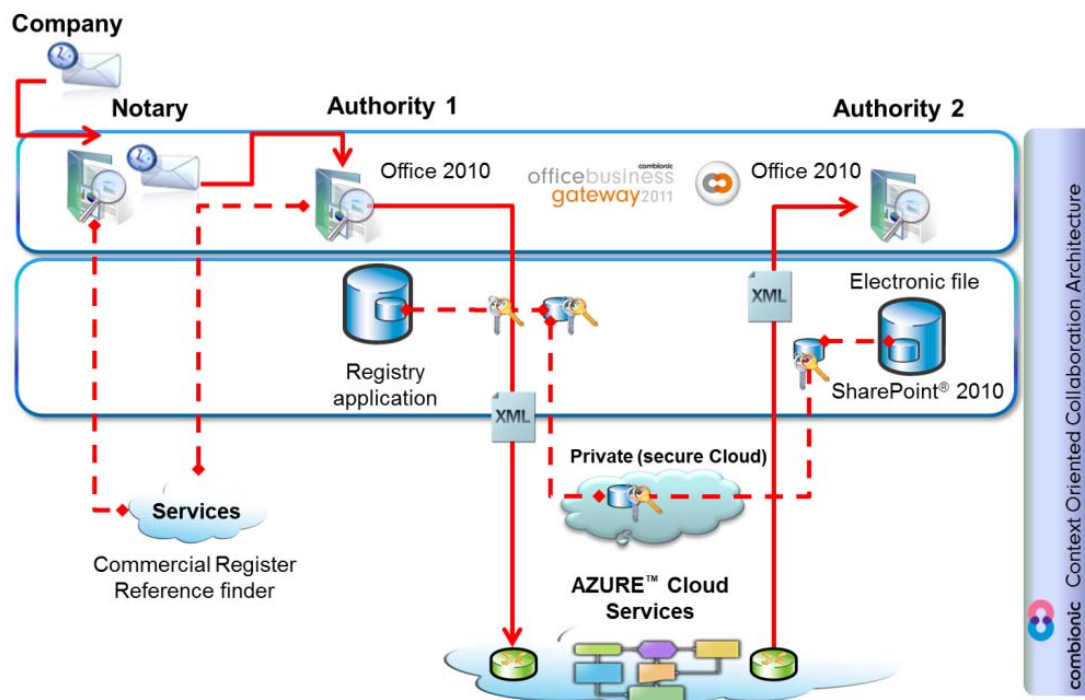 Company
Notary
Authority 1
Authority 2
Office 2010
combionic
officebusiness
gateway2011
Office 2010
XML
Electronic file
Registry
application
SharePoint® 2010
XML
Private (secure Cloud)
Services
Commercial Register
Reference finder
AZURE™ Cloud
Services
combionic Context Oriented Collaboration Architecture